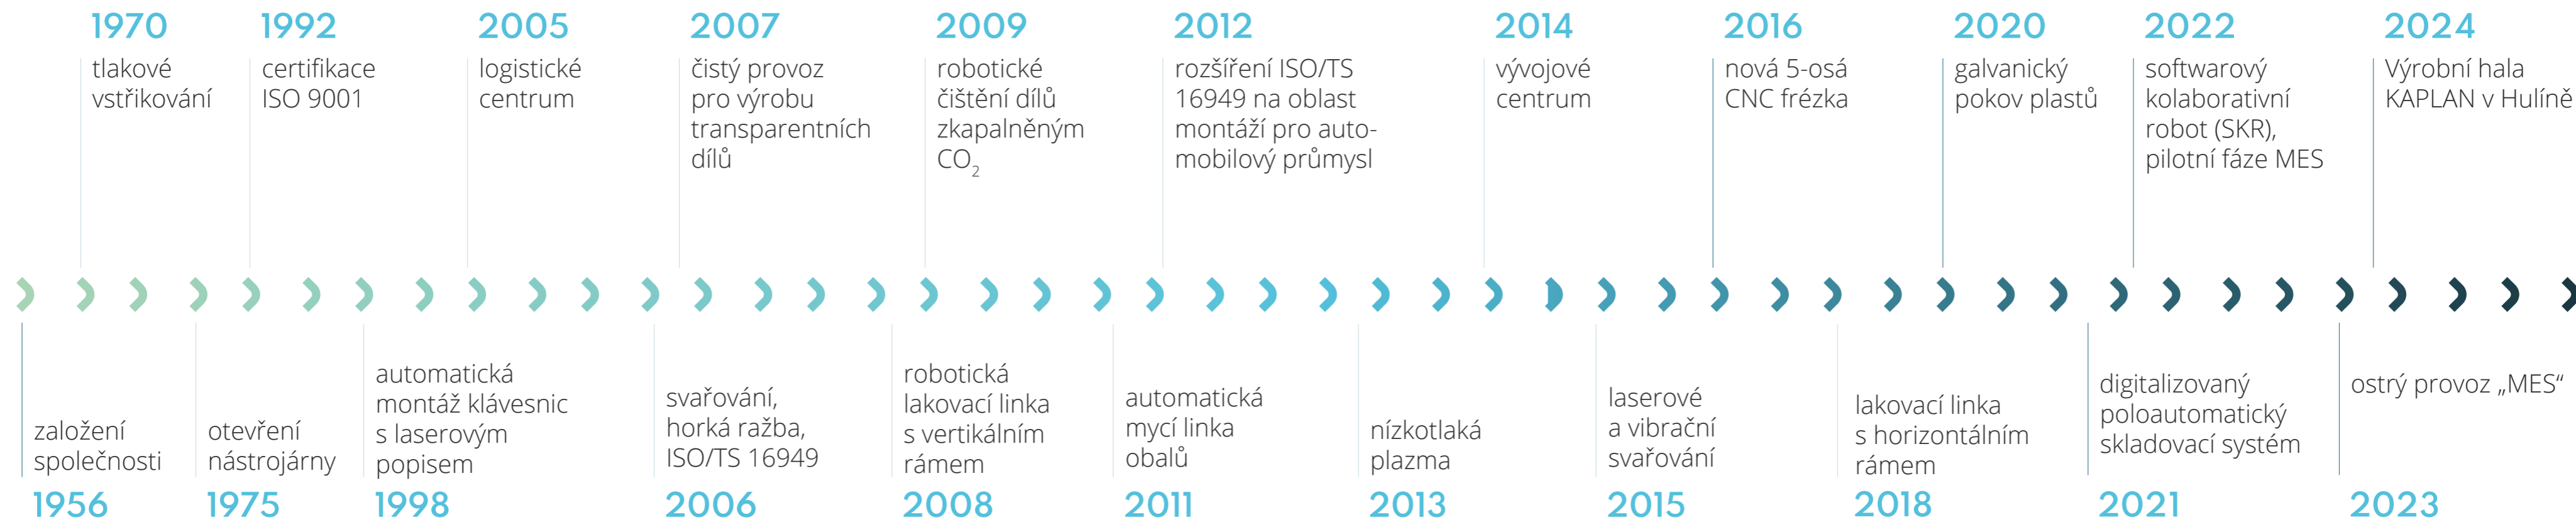 1970
tlakové
vstřikování
1992
certifikace
ISO 9001
2005
logistické
centrum
2007
čistý provoz
pro výrobu
transparentních
dílů
2009
robotické
čištění dílů
zkapalněným
CO₂
2012
rozšíření ISO/TS
16949 na oblast
montáží pro auto-
mobilový průmysl
2014
vývojové
centrum
2016
nová 5-osá
CNC frézka
2020
galvanický
pokov plastů
2022
softwarový
kolaborativní
robot (SKR),
pilotní fáze MES
2024
Výrobní hala
KAPLAN v Hulíně
založení
společnosti
1956
otevření
nástrojárny
1975
automatická
montáž klávesnic
s laserovým
popisem
1998
svařování,
horká ražba,
ISO/TS 16949
2006
robotická
lakovací linka
s vertikálním
rámem
2008
automatická
mycí linka
obalů
2011
nízkotlaká
plazma
2013
laserové
a vibrační
svařování
2015
lakovací linka
s horizontálním
rámem
2018
digitalizovaný
poloautomatický
skladovací systém
2021
ostrý provoz „MES“
2023